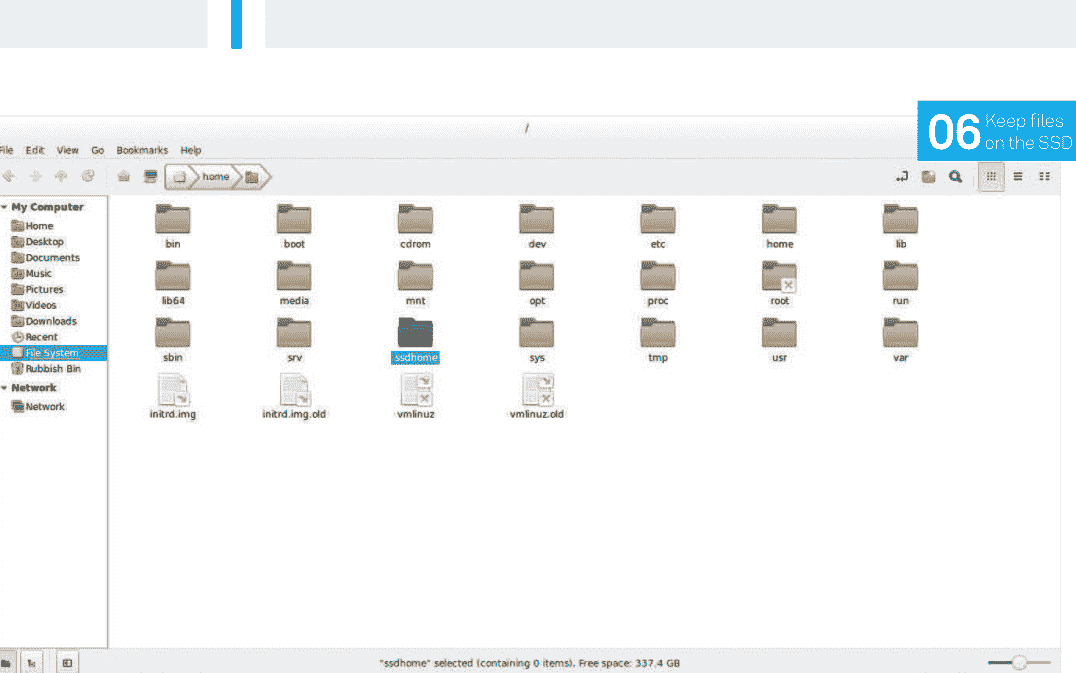 06 Keep files
on the SSD
/
File Edit View Go Bookmarks Help
home
My Computer
Home
Desktop
Documents
Music
Pictures
Videos
Downloads
Recent
File System
Rubbish Bin
Network
Network
bin boot cdrom dev etc home lib
lib64 media mnt opt proc root run
sbin srv ssdhome sys tmp usr var
initrd.img initrd.img.old vmlinuz vmlinuz.old
"ssdhome" selected (containing 0 items), Free space: 337.4 GB